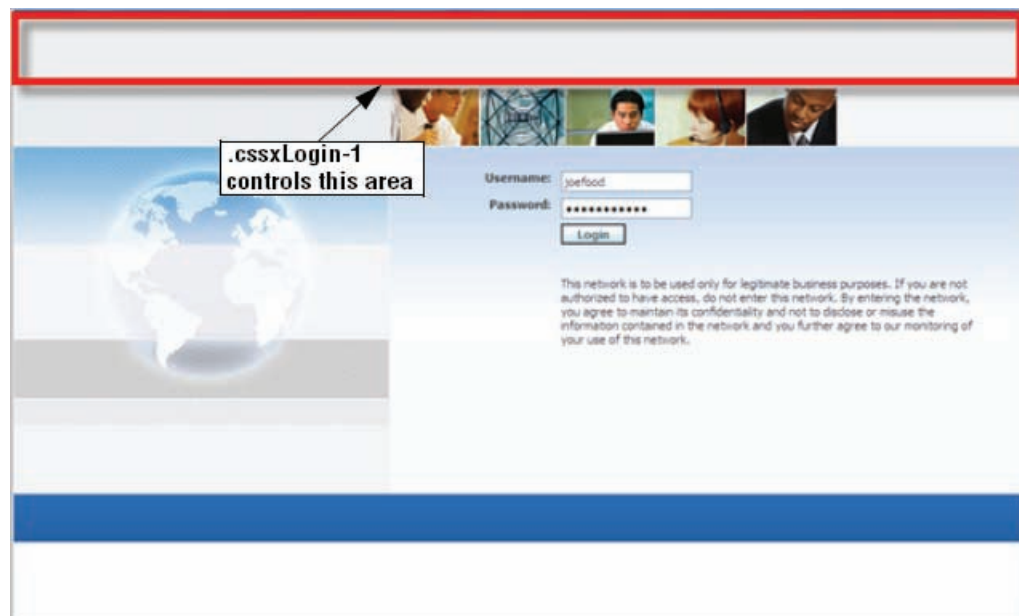 .cssxLogin-1
controls this area
Username:
joefood
Password:
Login
This network is to be used only for legitimate business purposes. If you are not
authorized to have access, do not enter this network. By entering the network,
you agree to maintain its confidentiality and not to disclose or misuse the
information contained in the network and you further agree to our monitoring of
your use of this network.